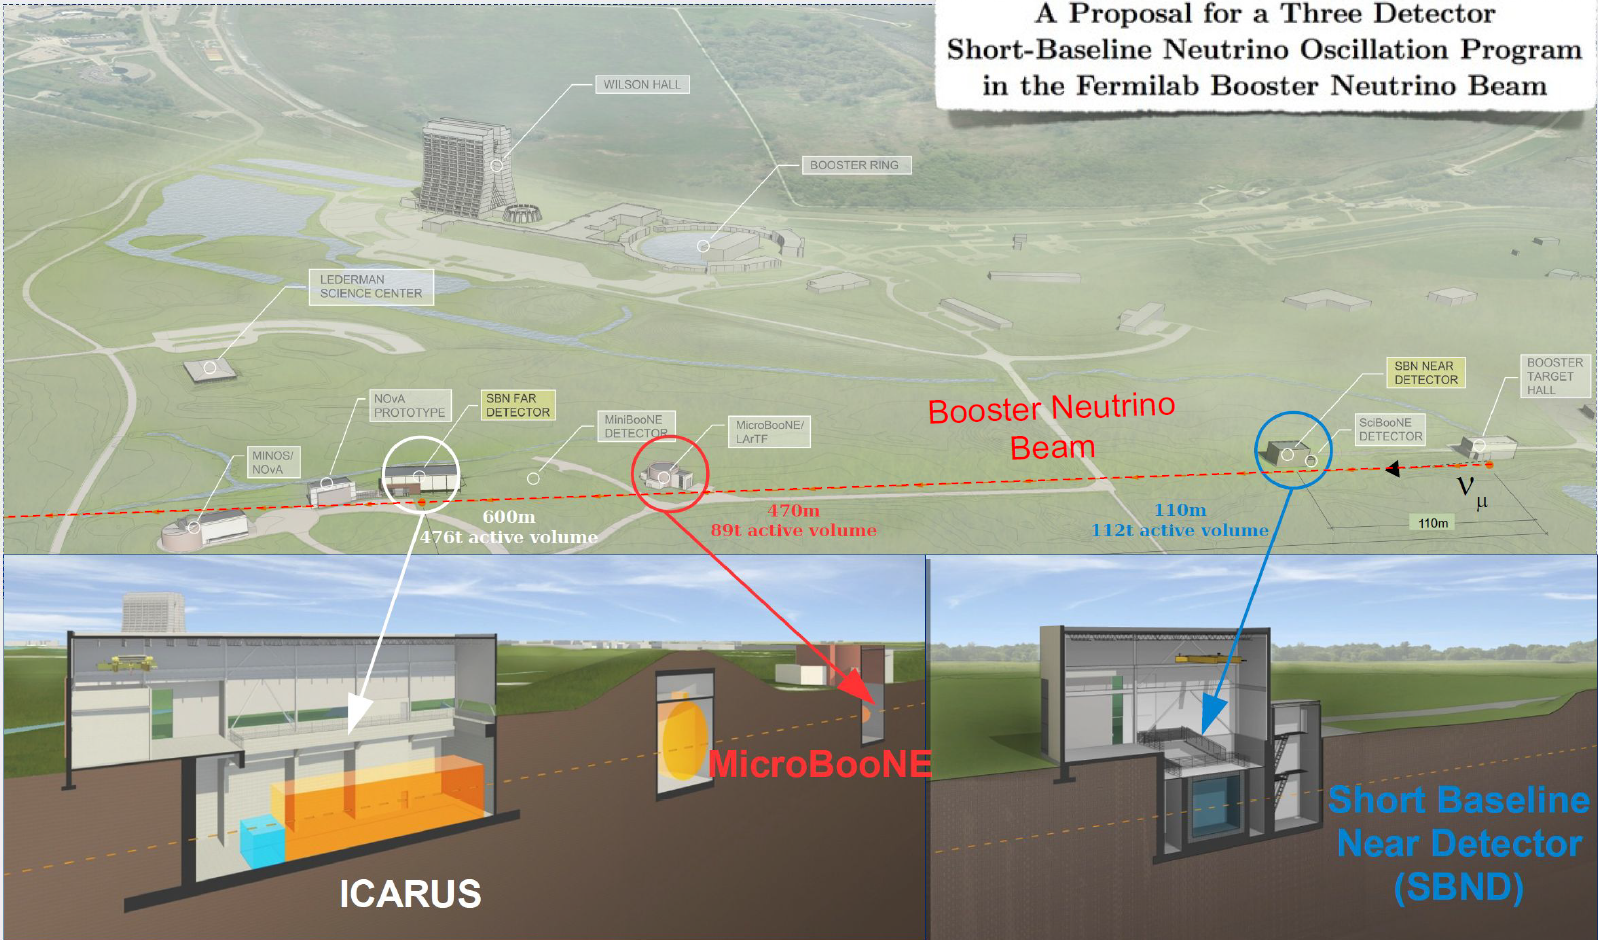 A Proposal for a Three Detector
Short-Baseline Neutrino Oscillation Program
in the Fermilab Booster Neutrino Beam
WILSON HALL
BOOSTER RING
LEDERMAN
SCIENCE CENTER
NOvA
PROTOTYPE
SBN FAR
DETECTOR
MiniBooNE
DETECTOR
MicroBooNE/
LArTF
MINOS/
NOvA
Booster Neutrino
Beam
SBN NEAR
DETECTOR
SciBooNE
DETECTOR
BOOSTER
TARGET
HALL
νμ
110m
600m
476t active volume
470m
89t active volume
110m
112t active volume
ICARUS
MicroBooNE
Short Baseline
Near Detector
(SBND)